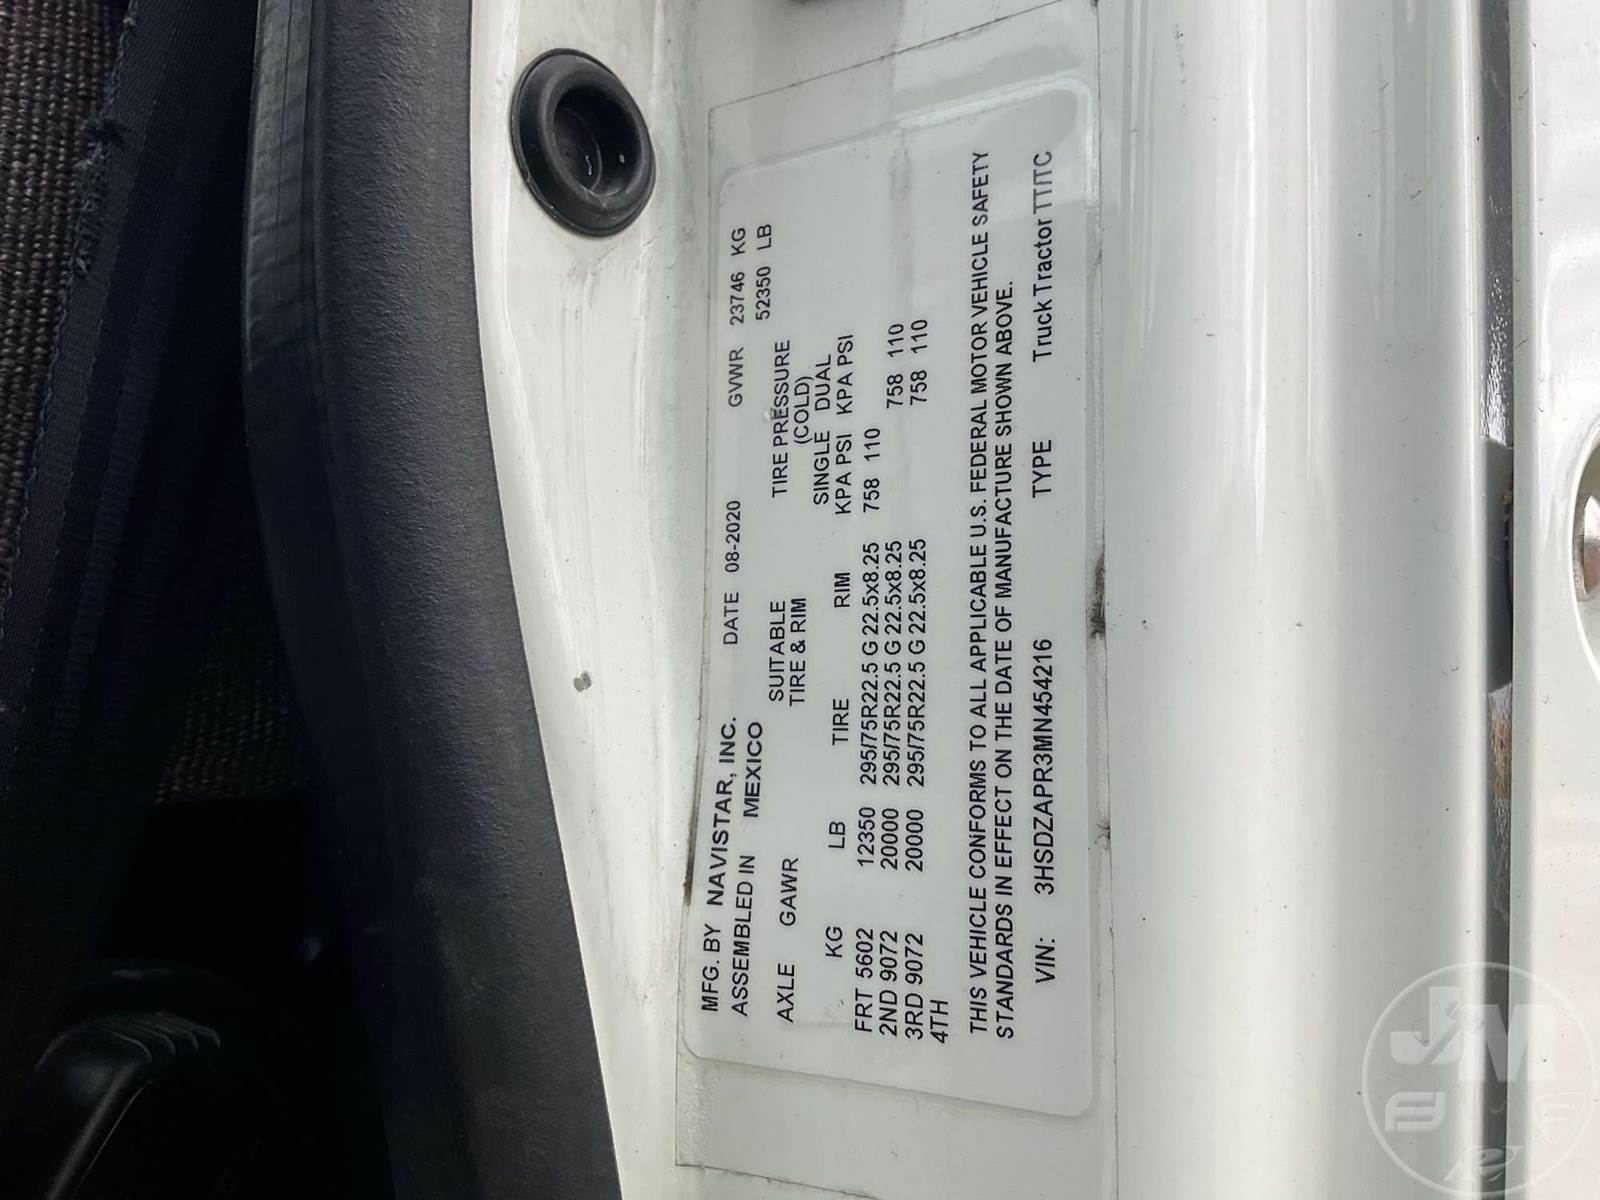 MFG. BY NAVISTAR, INC. DATE 08-2020 GVWR 23746 KG
ASSEMBLED IN MEXICO 52350 LB
AXLE GAWR SUITABLE TIRE PRESSURE
TIRE & RIM (COLD)
SINGLE DUAL
KG LB TIRE RIM KPA PSI KPA PSI
FRT 5602 12350 295/75R22.5 G 22.5x8.25 758 110
2ND 9072 20000 295/75R22.5 G 22.5x8.25 758 110
3RD 9072 20000 295/75R22.5 G 22.5x8.25 758 110
4TH
THIS VEHICLE CONFORMS TO ALL APPLICABLE U.S. FEDERAL MOTOR VEHICLE SAFETY
STANDARDS IN EFFECT ON THE DATE OF MANUFACTURE SHOWN ABOVE.
VIN: 3HSDZAPR3MN454216 TYPE Truck Tractor TT/TC
J&M